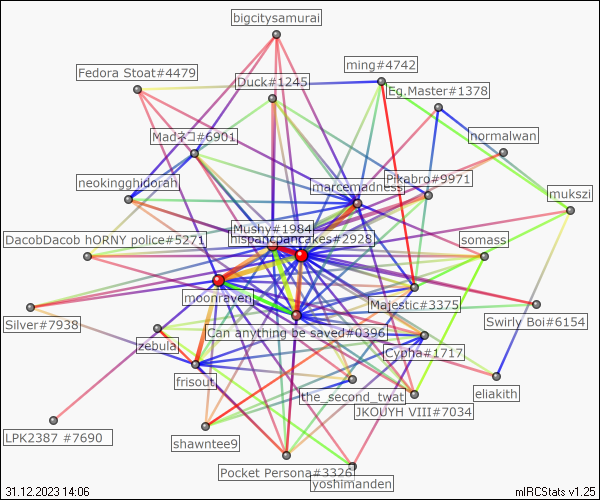 bigcitysamurai
ming#4742
Fedora Stoat#4479
Duck#1245
Eg.Master#1378
Madネコ#6901
normalwan
neokingghidorah
marcemadness
Pikabro#9971
mukszi
Mushy#1984
DacobDacob hORNY police#5271
hispanicpancakes#2928
somass
moonraven
Majestic#3375
Silver#7938
Swirly Boi#6154
Can anything be saved#0396
zebula
Cypha#1717
frisout
the_second_twat
eliakith
JKOUYH VIII#7034
LPK2387 #7690
shawntee9
Pocket Persona#3326
yoshimanden
31.12.2023 14:06
mIRCStats v1.25